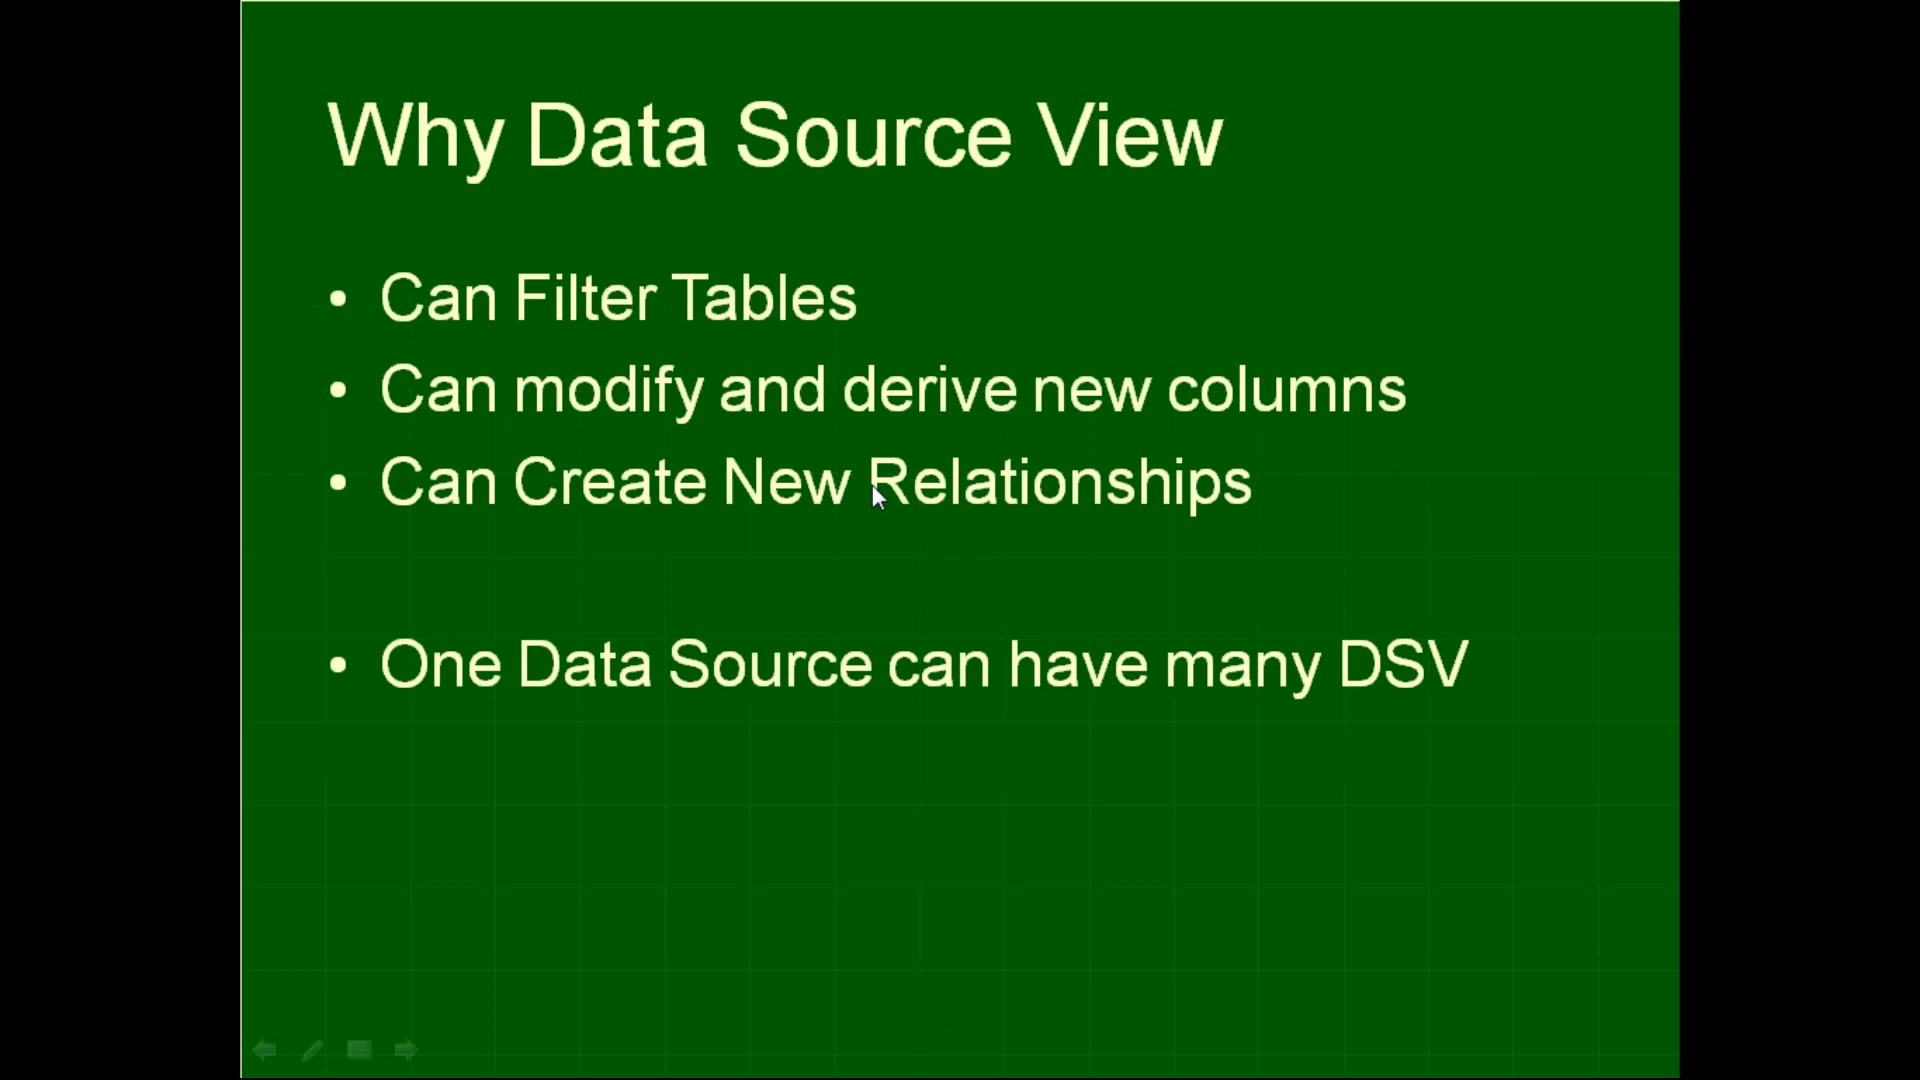 Why Data Source View
• Can Filter Tables
• Can modify and derive new columns
• Can Create New Relationships
• One Data Source can have many DSV